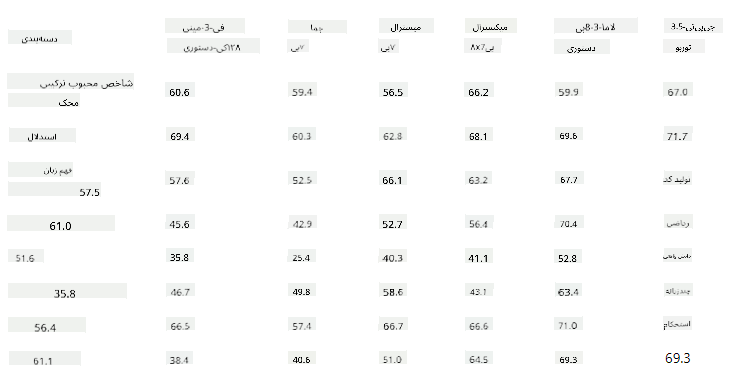 دسته‌بندی فی-3-مینی جما میسترال میکسترال لاما-3-8بی جی‌پی‌تی-3.5
۱۲۸کی-دستوری ۷بی ۷بی ۸x7بی دستوری توربو
شاخص محبوب ترکیبی 60.6 59.4 56.5 66.2 59.9 67.0
محک
استدلال 69.4 60.3 62.8 68.1 69.6 71.7
فهم زبان 57.6 52.5 66.1 63.2 67.7 تولید کد
57.5
61.0 45.6 42.9 52.7 56.4 70.4 ریاضی
51.6 35.8 25.4 40.3 41.1 52.8
35.8 46.7 49.8 58.6 43.1 63.4 چندزبانه
56.4 66.5 57.4 66.7 66.6 71.0 استحکام
61.1 38.4 40.6 51.0 64.5 69.3 69.3